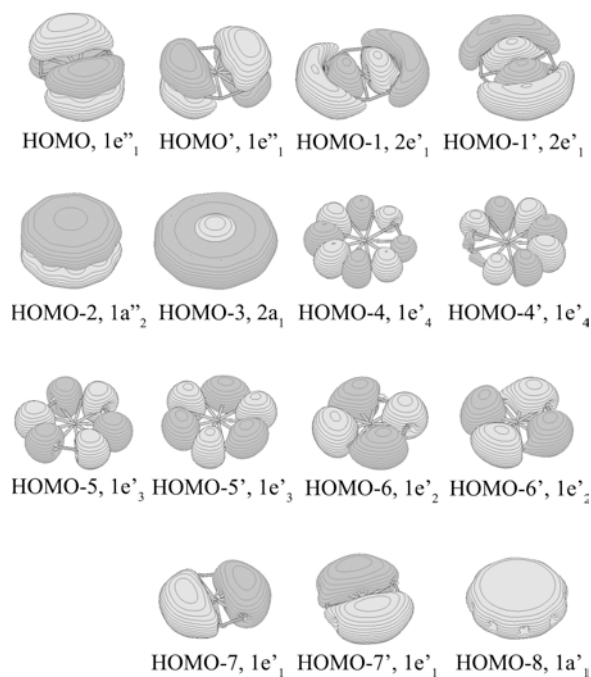 HOMO, 1e”₁ HOMO’, 1e”₁ HOMO-1, 2e’₁ HOMO-1’, 2e’₁
HOMO-2, 1a”₂ HOMO-3, 2a₁ HOMO-4, 1e’₄ HOMO-4’, 1e’₄
HOMO-5, 1e’₃ HOMO-5’, 1e’₃ HOMO-6, 1e’₂ HOMO-6’, 1e’₂
HOMO-7, 1e’₁ HOMO-7’, 1e’₁ HOMO-8, 1a’₁